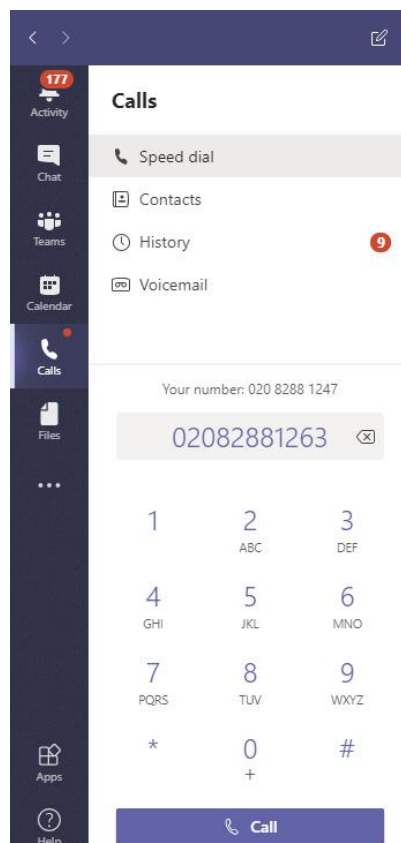 177
Activity
Chat
Teams
Calendar
Calls
Files
Apps
Help
Calls
Speed dial
Contacts
History 9
Voicemail
Your number: 020 8288 1247
02082881263
1 2 3
ABC DEF
4 5 6
GHI JKL MNO
7 8 9
PQRS TUV WXYZ
* 0 #
+
Call